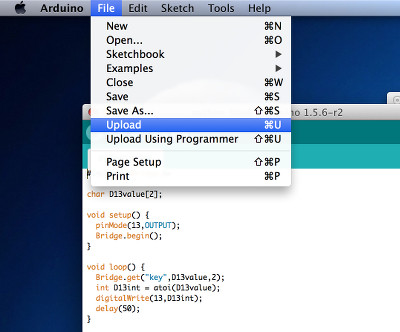 Arduino File Edit Sketch Tools Help
New ⌘N
Open... ⌘O
Sketchbook ▶
Examples ▶
Close ⌘W
Save ⌘S
Save As... ⇧⌘S
Upload ⌘U
Upload Using Programmer ⇧⌘U
Page Setup ⇧⌘P
Print ⌘P
1.5.6-r2
#
char D13value[2];
void setup() {
pinMode(13,OUTPUT);
Bridge.begin();
}
void loop() {
Bridge.get("key",D13value,2);
int D13int = atoi(D13value);
digitalWrite(13,D13int);
delay(50);
}